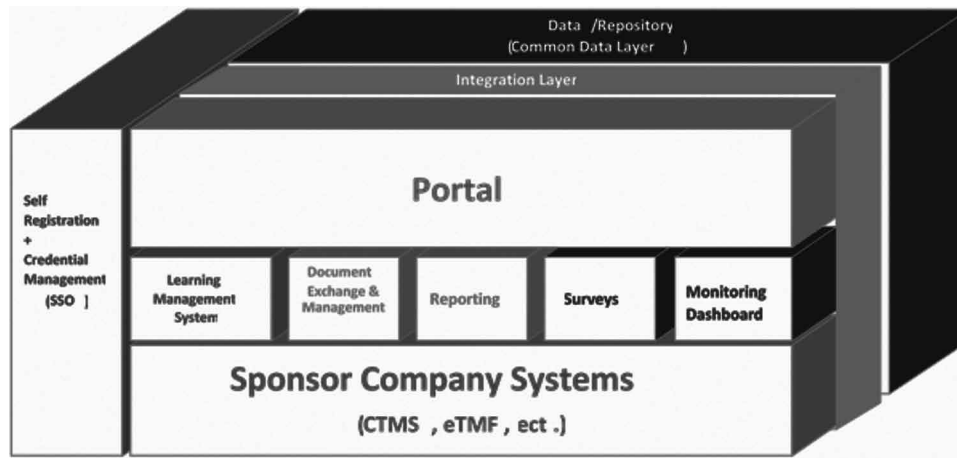 Data /Repository
(Common Data Layer )
Integration Layer
Portal
Self
Registration
+
Credential
Management
(SSO ]
Learning
Management
System
Document
Exchange &
Management
Reporting
Surveys
Monitoring
Dashboard
Sponsor Company Systems
(CTMS , eTMF , ect .)